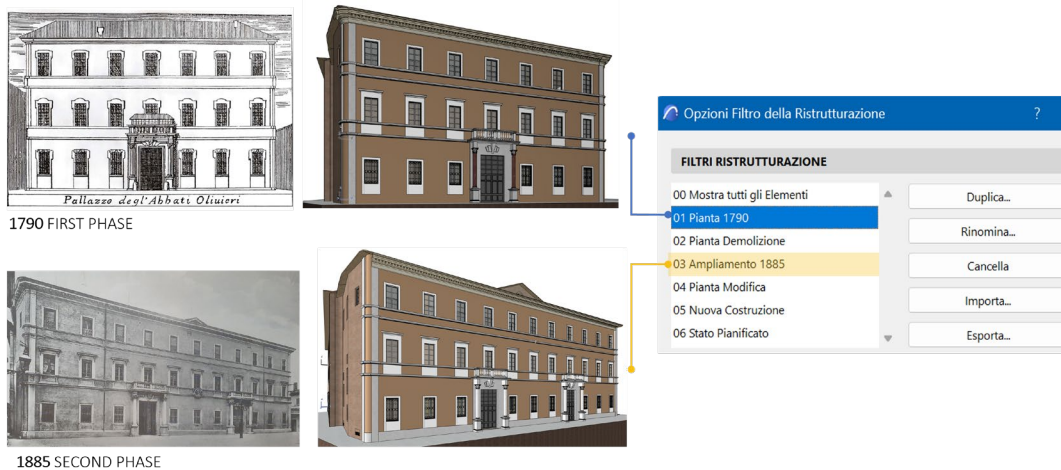 Pallazzo degl'Abbati Oliuieri
1790 FIRST PHASE
1885 SECOND PHASE
Opzioni Filtro della Ristrutturazione
?
FILTRI RISTRUTTURAZIONE
00 Mostra tutti gli Elementi
01 Pianta 1790
02 Pianta Demolizione
03 Ampliamento 1885
04 Pianta Modifica
05 Nuova Costruzione
06 Stato Pianificato
Duplica...
Rinomina...
Cancella
Importa...
Esporta...